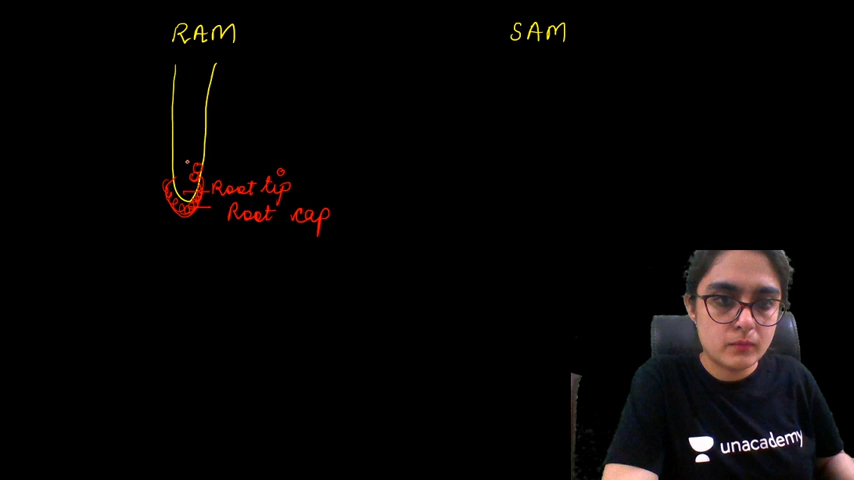 RAM
SAM
Root tip
Root cap
unacademy